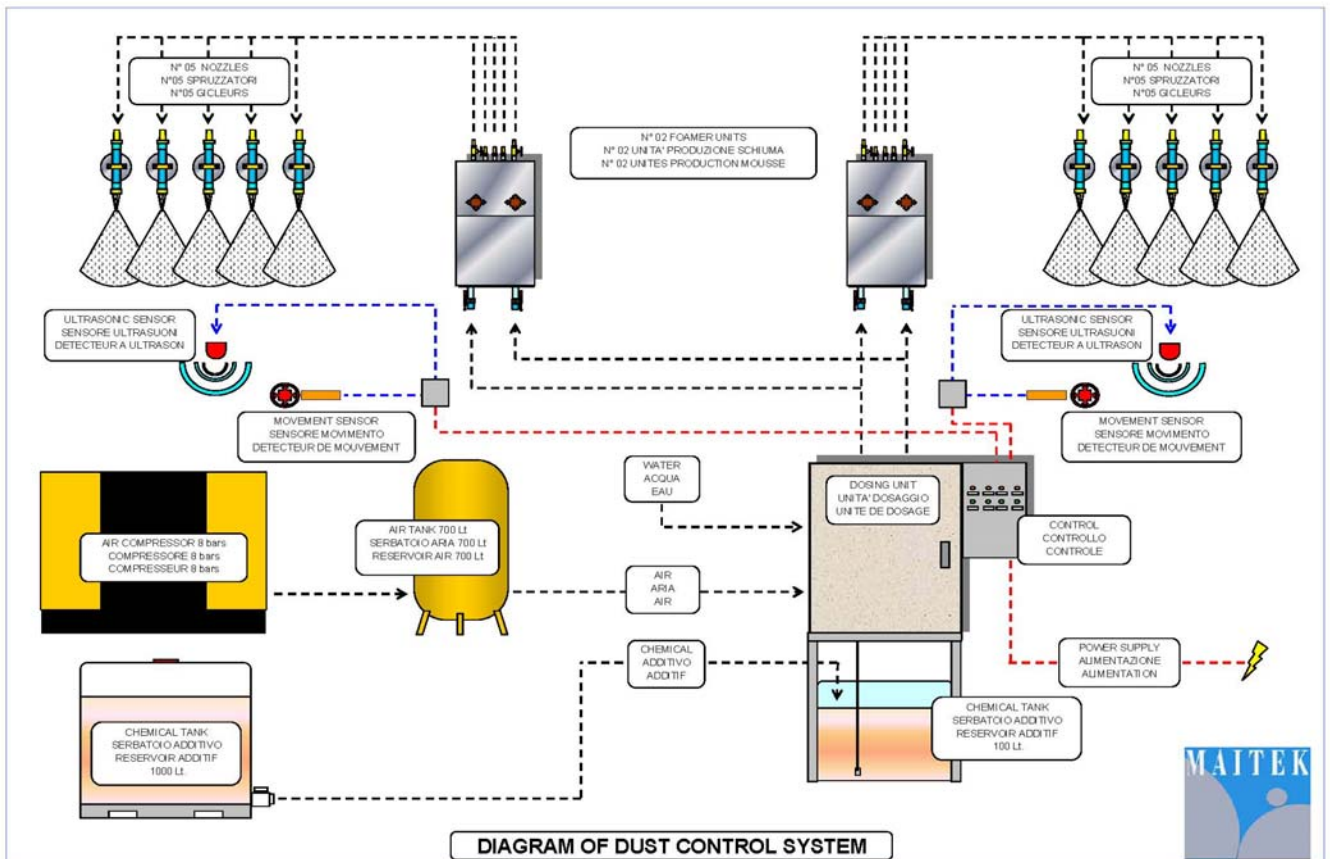 N° 05 NOZZLES
N°05 SPRUZZATORI
N°05 GICLEURS
N° 02 FOAMER UNITS
N° 02 UNITA' PRODUZIONE SCHIUMA
N° 02 UNITES PRODUCTION MOUSSE
N° 05 NOZZLES
N°05 SPRUZZATORI
N°05 GICLEURS
ULTRASONIC SENSOR
SENSORE ULTRASUONI
DETECTEUR A ULTRASON
ULTRASONIC SENSOR
SENSORE ULTRASUONI
DETECTEUR A ULTRASON
MOVEMENT SENSOR
SENSORE MOVIMENTO
DETECTEUR DE MOUVEMENT
MOVEMENT SENSOR
SENSORE MOVIMENTO
DETECTEUR DE MOUVEMENT
WATER
ACQUA
EAU
DOSING UNIT
UNITA' DOSAGGIO
UNITE DE DOSAGE
CONTROL
CONTROLLO
CONTROLE
AIR COMPRESSOR 8 bars
COMPRESSORE 8 bars
COMPRESSEUR 8 bars
AIR TANK 700 Lt
SERBATOIO ARIA 700 Lt
RESERVOIR AIR 700 Lt
AIR
ARIA
AIR
CHEMICAL
ADDITIVO
ADDITIF
POWER SUPPLY
ALIMENTAZIONE
ALIMENTATION
CHEMICAL TANK
SERBATOIO ADDITIVO
RESERVOIR ADDITIF
1000 Lt.
CHEMICAL TANK
SERBATOIO ADDITIVO
RESERVOIR ADDITIF
100 Lt.
MAITEK
DIAGRAM OF DUST CONTROL SYSTEM